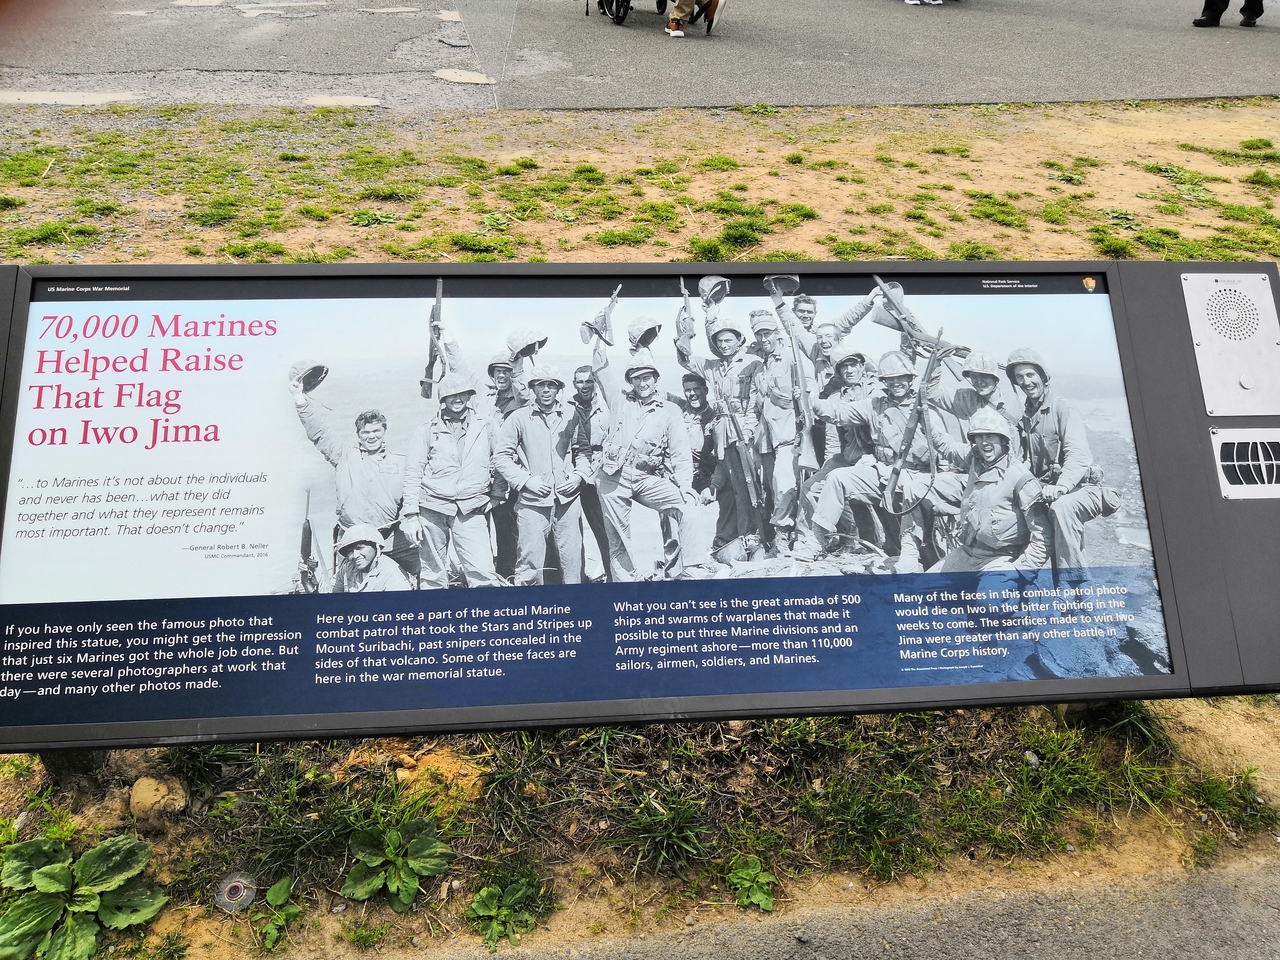 US Marine Corps War Memorial
National Park Service
U.S. Department of the Interior
70,000 Marines
Helped Raise
That Flag
on Iwo Jima
“…to Marines it’s not about the individuals
and never has been…what they did
together and what they represent remains
most important. That doesn’t change.”
—General Robert B. Neller
USMC Commandant, 2016
If you have only seen the famous photo that
inspired this statue, you might get the impression
that just six Marines got the whole job done. But
there were several photographers at work that
day—and many other photos made.
Here you can see a part of the actual Marine
combat patrol that took the Stars and Stripes up
Mount Suribachi, past snipers concealed in the
sides of that volcano. Some of these faces are
here in the war memorial statue.
What you can’t see is the great armada of 500
ships and swarms of warplanes that made it
possible to put three Marine divisions and an
Army regiment ashore—more than 110,000
sailors, airmen, soldiers, and Marines.
Many of the faces in this combat patrol photo
would die on Iwo in the bitter fighting in the
weeks to come. The sacrifices made to win Iwo
Jima were greater than any other battle in
Marine Corps history.